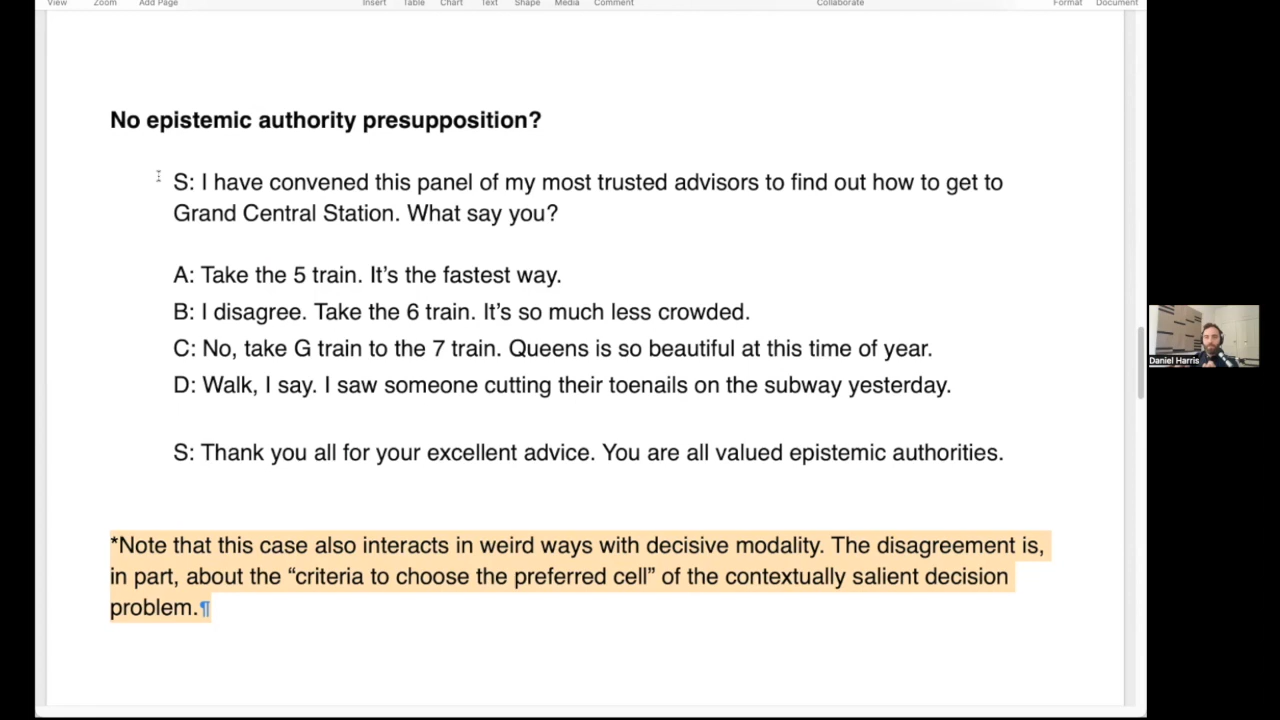 View Zoom Add Page Insert Table Chart Text Shape Media Comment Collaborate Format Document
No epistemic authority presupposition?
S: I have convened this panel of my most trusted advisors to find out how to get to
Grand Central Station. What say you?
A: Take the 5 train. It’s the fastest way.
B: I disagree. Take the 6 train. It’s so much less crowded.
C: No, take G train to the 7 train. Queens is so beautiful at this time of year.
D: Walk, I say. I saw someone cutting their toenails on the subway yesterday.
S: Thank you all for your excellent advice. You are all valued epistemic authorities.
*Note that this case also interacts in weird ways with decisive modality. The disagreement is,
in part, about the “criteria to choose the preferred cell” of the contextually salient decision
problem.¶
Daniel Harris